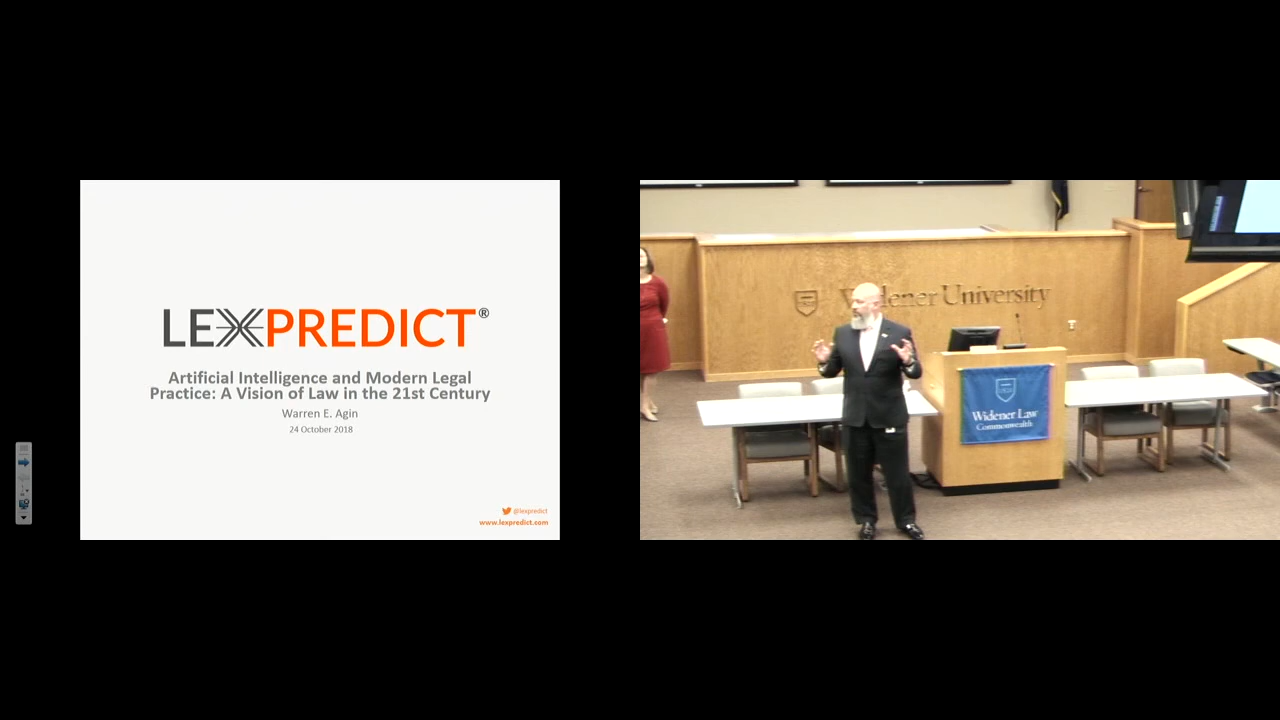 LEXPREDICT®
Artificial Intelligence and Modern Legal
Practice: A Vision of Law in the 21st Century
Warren E. Agin
24 October 2018
@lexpredict
www.lexpredict.com
Widener University
Widener Law
Commonwealth